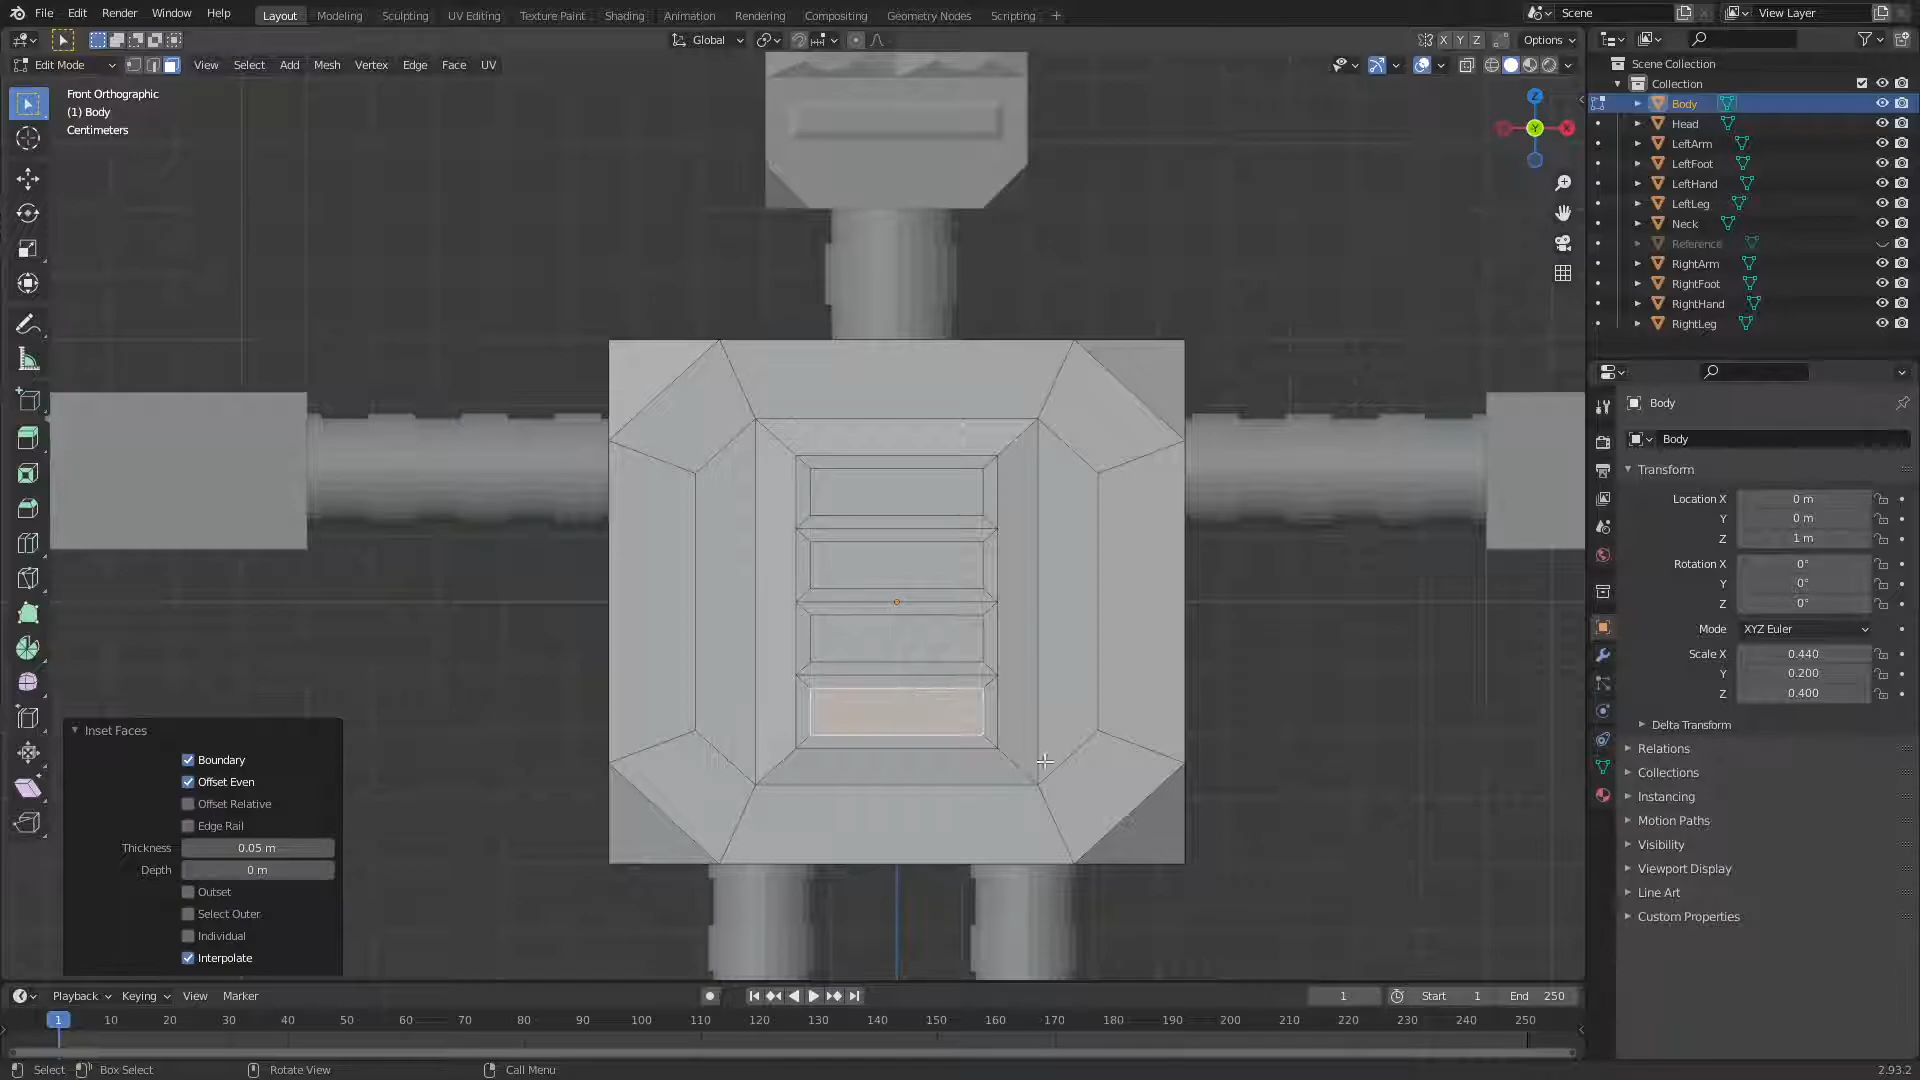 File Edit Render Window Help Layout Modeling Sculpting UV Editing Texture Paint Shading Animation Rendering Compositing Geometry Nodes Scripting + Scene View Layer
Global X Y Z Options
Edit Mode View Select Add Mesh Vertex Edge Face UV
Scene Collection
Collection
Body
Head
LeftArm
LeftFoot
LeftHand
LeftLeg
Neck
Reference
RightArm
RightFoot
RightHand
RightLeg
Front Orthographic
(1) Body
Centimeters
Z
Y
X
Body
Body
Transform
Location X 0 m
Y 0 m
Z 1 m
Rotation X 0°
Y 0°
Z 0°
Mode XYZ Euler
Scale X 0.440
Y 0.200
Z 0.400
Delta Transform
Relations
Collections
Instancing
Motion Paths
Visibility
Viewport Display
Line Art
Custom Properties
Inset Faces
Boundary
Offset Even
Offset Relative
Edge Rail
Thickness 0.05 m
Depth 0 m
Outset
Select Outer
Individual
Interpolate
Playback Keying View Marker 1 Start 1 End 250
1 10 20 30 40 50 60 70 80 90 100 110 120 130 140 150 160 170 180 190 200 210 220 230 240 250
Select Box Select Rotate View Call Menu 2.93.2